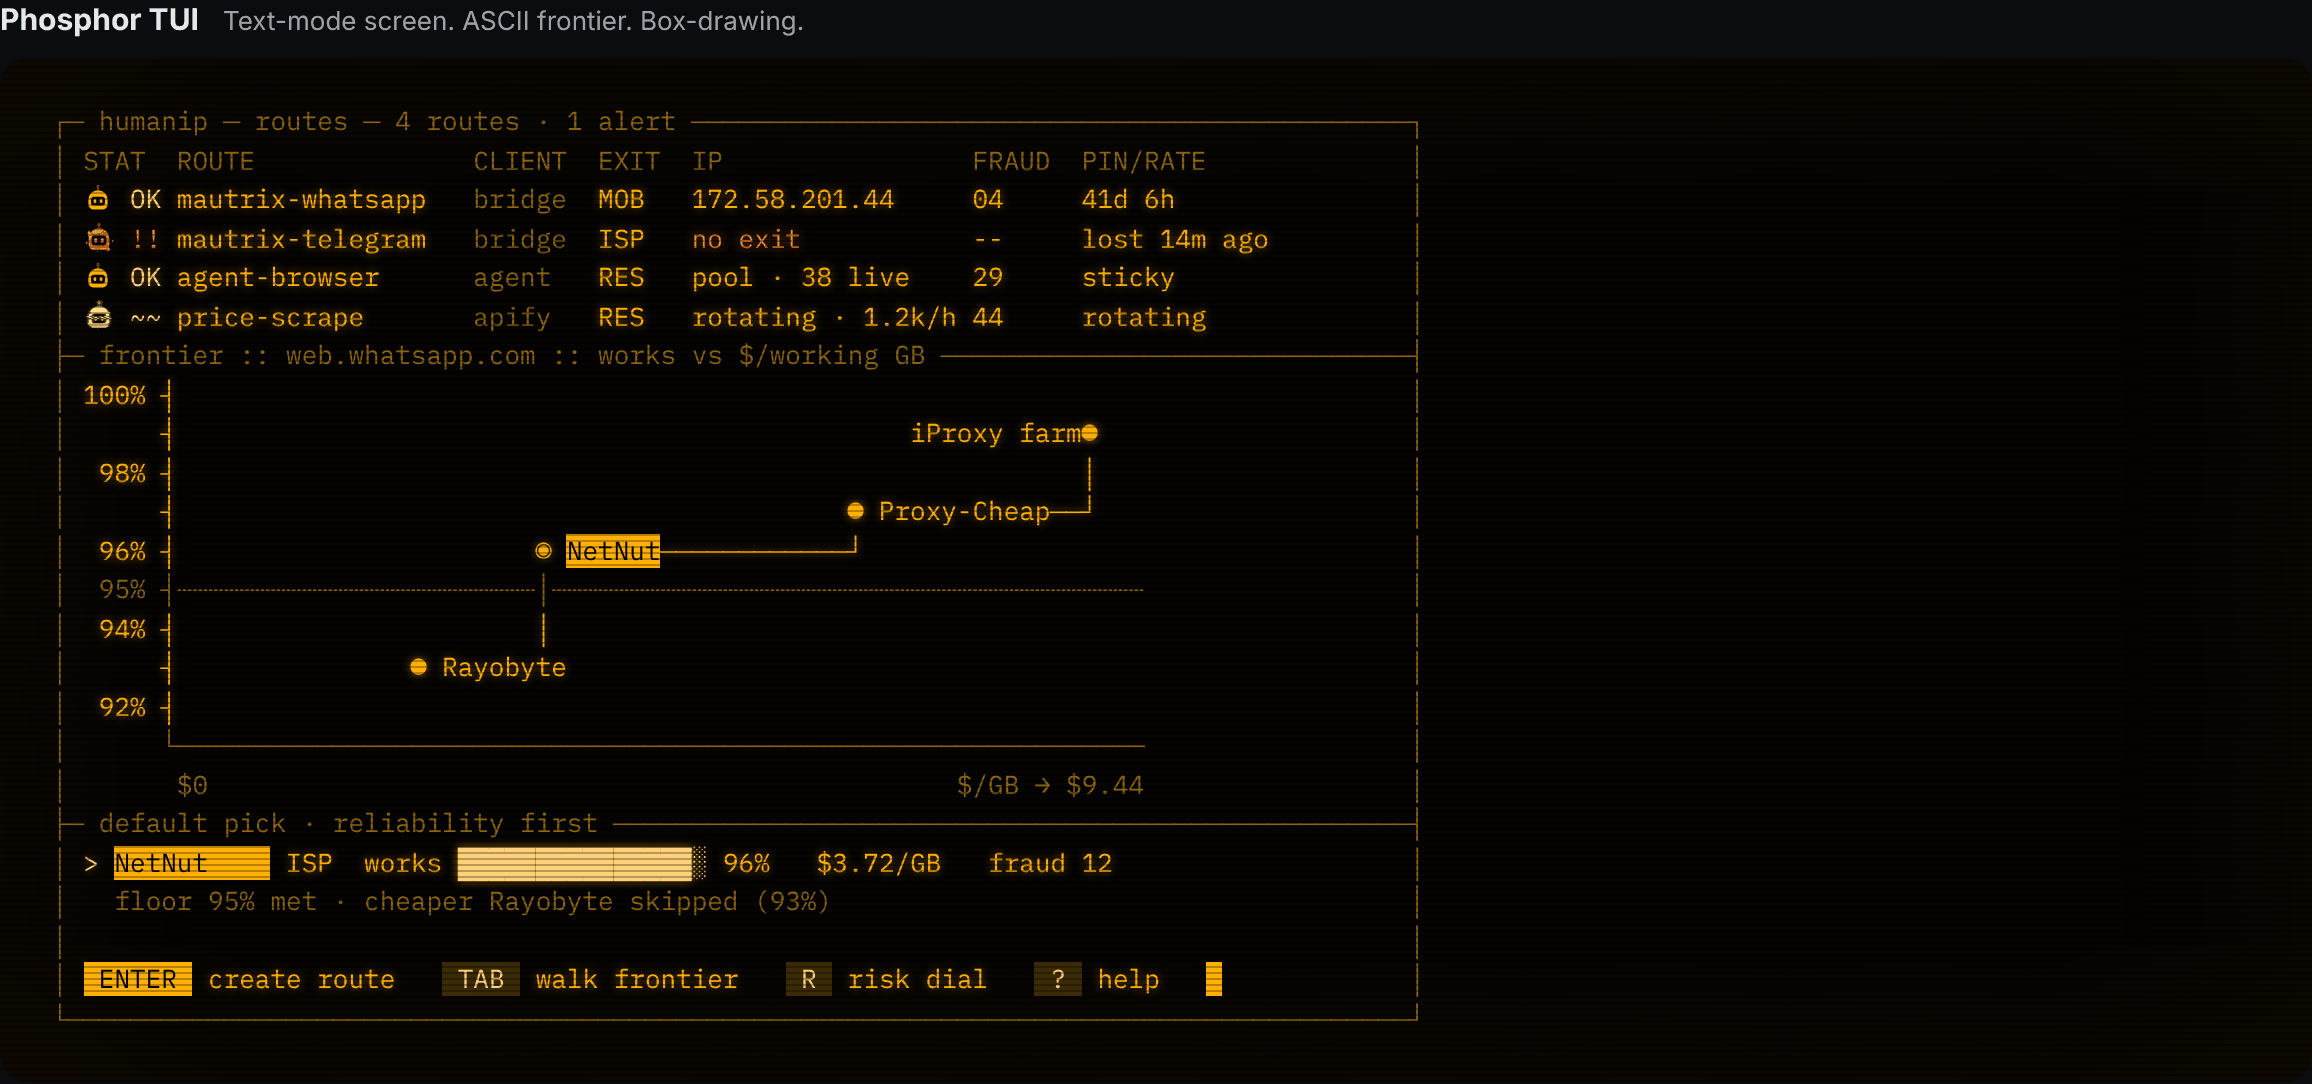 Phosphor TUI Text-mode screen. ASCII frontier. Box-drawing.
humanip — routes — 4 routes · 1 alert
STAT ROUTE CLIENT EXIT IP FRAUD PIN/RATE
OK mautrix-whatsapp bridge MOB 172.58.201.44 04 41d 6h
!! mautrix-telegram bridge ISP no exit -- lost 14m ago
OK agent-browser agent RES pool · 38 live 29 sticky
~~ price-scrape apify RES rotating · 1.2k/h 44 rotating
frontier :: web.whatsapp.com :: works vs $/working GB
100%
iProxy farm
98%
Proxy-Cheap
96% NetNut
95%
94%
Rayobyte
92%
$0 $/GB → $9.44
default pick · reliability first
> NetNut ISP works 96% $3.72/GB fraud 12
floor 95% met · cheaper Rayobyte skipped (93%)
ENTER create route TAB walk frontier R risk dial ? help